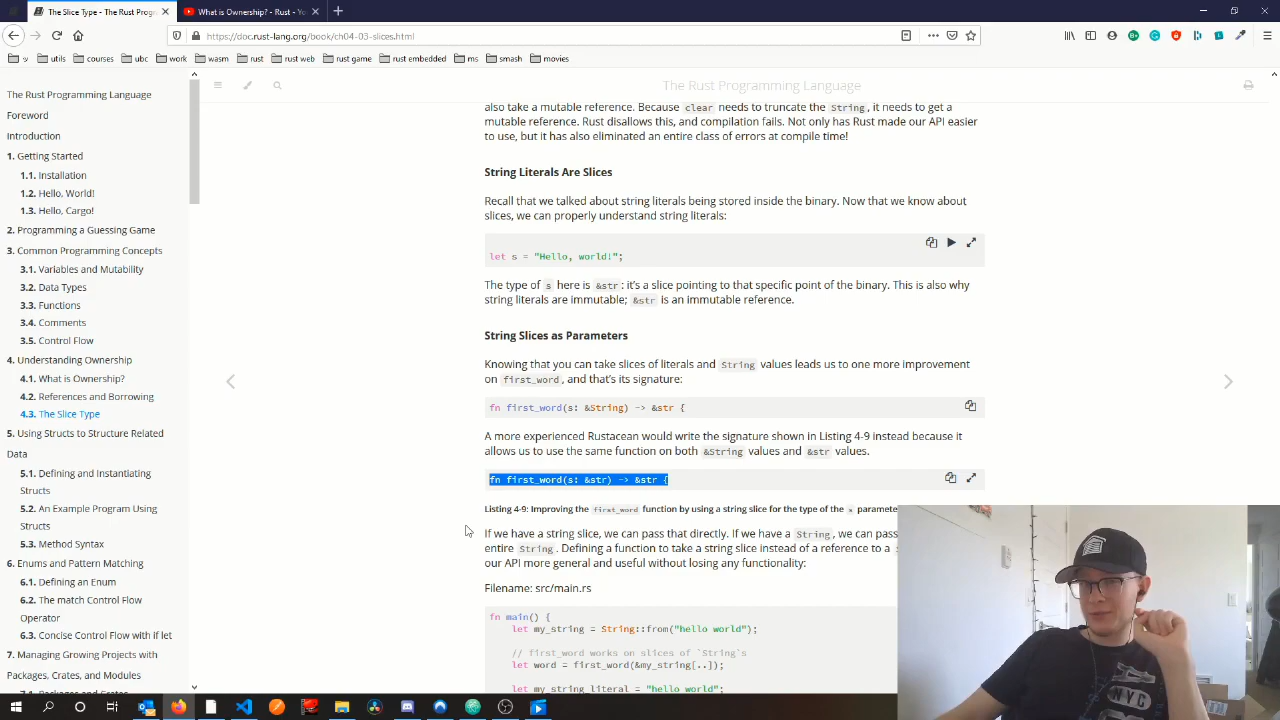 The Slice Type - The Rust Progr
What is Ownership? - Rust - Yo
https://doc.rust-lang.org/book/ch04-03-slices.html
utils
courses
ubc
work
wasm
rust
rust web
rust game
rust embedded
ms
smash
movies
The Rust Programming Language
Foreword
Introduction
1. Getting Started
1.1. Installation
1.2. Hello, World!
1.3. Hello, Cargo!
2. Programming a Guessing Game
3. Common Programming Concepts
3.1. Variables and Mutability
3.2. Data Types
3.3. Functions
3.4. Comments
3.5. Control Flow
4. Understanding Ownership
4.1. What is Ownership?
4.2. References and Borrowing
4.3. The Slice Type
5. Using Structs to Structure Related
Data
5.1. Defining and Instantiating
Structs
5.2. An Example Program Using
Structs
5.3. Method Syntax
6. Enums and Pattern Matching
6.1. Defining an Enum
6.2. The match Control Flow
Operator
6.3. Concise Control Flow with if let
7. Managing Growing Projects with
Packages, Crates, and Modules
The Rust Programming Language
also take a mutable reference. Because clear needs to truncate the String, it needs to get a
mutable reference. Rust disallows this, and compilation fails. Not only has Rust made our API easier
to use, but it has also eliminated an entire class of errors at compile time!
String Literals Are Slices
Recall that we talked about string literals being stored inside the binary. Now that we know about
slices, we can properly understand string literals:
let s = "Hello, world!";
The type of s here is &str: it's a slice pointing to that specific point of the binary. This is also why
string literals are immutable; &str is an immutable reference.
String Slices as Parameters
Knowing that you can take slices of literals and String values leads us to one more improvement
on first_word, and that's its signature:
fn first_word(s: &String) -> &str {
A more experienced Rustacean would write the signature shown in Listing 4-9 instead because it
allows us to use the same function on both &String values and &str values.
fn first_word(s: &str) -> &str {
Listing 4-9: Improving the first_word function by using a string slice for the type of the s paramete
If we have a string slice, we can pass that directly. If we have a String, we can pass
entire String. Defining a function to take a string slice instead of a reference to a
our API more general and useful without losing any functionality:
Filename: src/main.rs
fn main() {
let my_string = String::from("hello world");
// first_word works on slices of `String`s
let word = first_word(&my_string[..]);
let my_string_literal = "hello world";
NYC